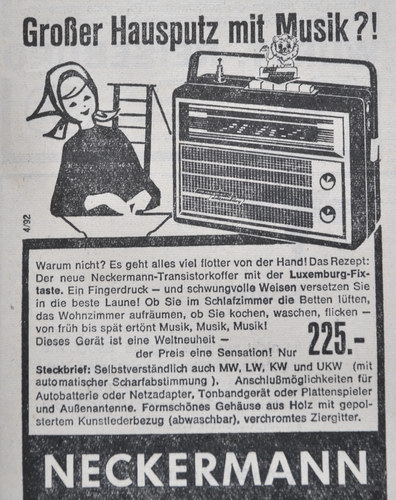 Großer Hausputz mit Musik?!
4/92
Warum nicht? Es geht alles viel flotter von der Hand! Das Rezept:
Der neue Neckermann-Transistorkoffer mit der Luxemburg-Fix-
taste. Ein Fingerdruck – und schwungvolle Weisen versetzen Sie
in die beste Laune! Ob Sie im Schlafzimmer die Betten lüften,
das Wohnzimmer aufräumen, ob Sie kochen, waschen, flicken –
von früh bis spät ertönt Musik, Musik, Musik!
Dieses Gerät ist eine Weltneuheit –
der Preis eine Sensation! Nur 225.-
Steckbrief: Selbstverständlich auch MW, LW, KW und UKW (mit
automatischer Scharfabstimmung). Anschlußmöglichkeiten für
Autobatterie oder Netzadapter, Tonbandgerät oder Plattenspieler
und Außenantenne. Formschönes Gehäuse aus Holz mit gepol-
stertem Kunstlederbezug (abwaschbar), verchromtes Ziergitter.
NECKERMANN